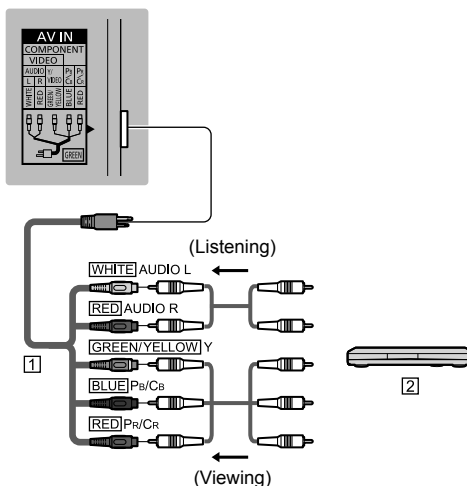 AV IN
COMPONENT
VIDEO
AUDIO Y/VIDEO PB CB PR CR
L R
WHITE RED GREEN/YELLOW BLUE RED
GREEN
(Listening)
WHITE AUDIO L
RED AUDIO R
GREEN/YELLOW Y
1
BLUE PB/CB
2
RED PR/CR
(Viewing)